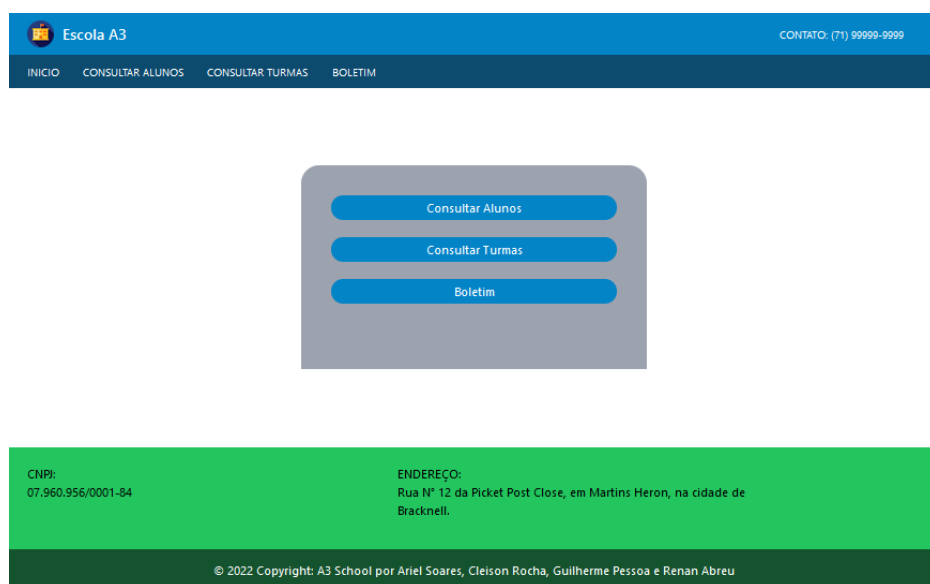 Escola A3
CONTATO: (71) 99999-9999
INICIO CONSULTAR ALUNOS CONSULTAR TURMAS BOLETIM
Consultar Alunos
Consultar Turmas
Boletim
CNPJ:
07.960.956/0001-84
ENDEREÇO:
Rua N° 12 da Picket Post Close, em Martins Heron, na cidade de
Bracknell.
© 2022 Copyright: A3 School por Ariel Soares, Cleison Rocha, Guilherme Pessoa e Renan Abreu